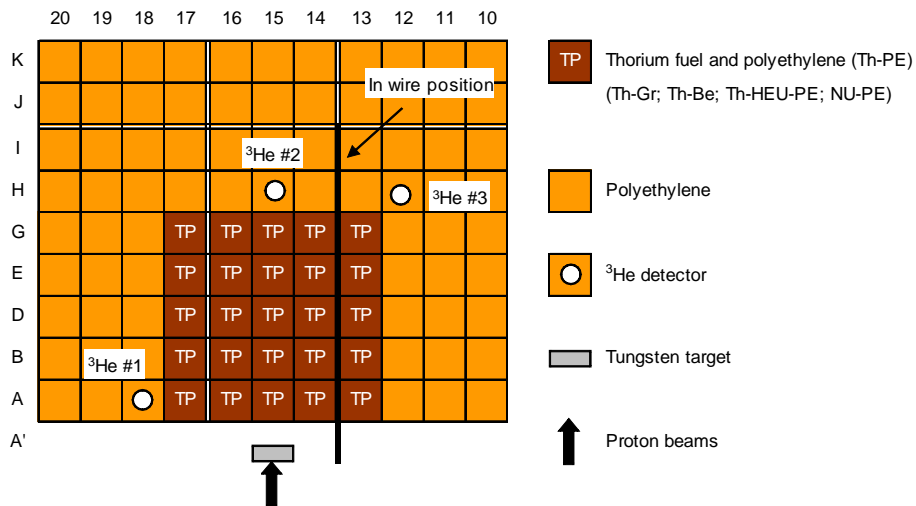 20 19 18 17 16 15 14 13 12 11 10
K
J
In wire position
I
³He #2
H
³He #3
G TP TP TP TP TP
E TP TP TP TP TP
D TP TP TP TP TP
B TP TP TP TP TP
³He #1
A TP TP TP TP TP
A'
TP Thorium fuel and polyethylene (Th-PE)
(Th-Gr; Th-Be; Th-HEU-PE; NU-PE)
Polyethylene
³He detector
Tungsten target
Proton beams